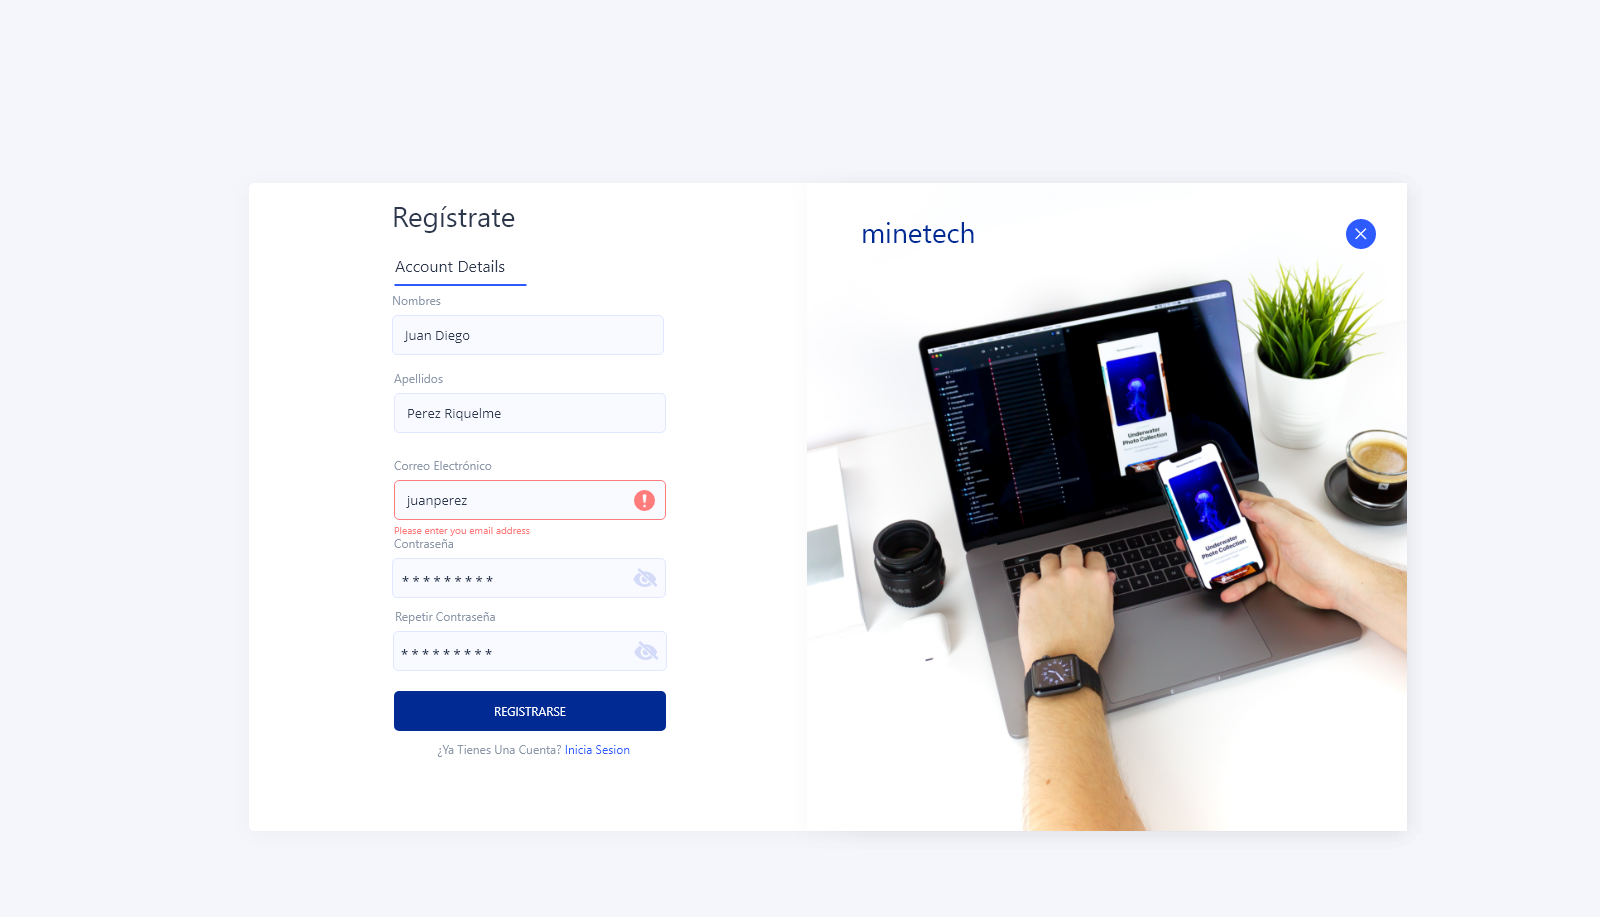 Regístrate
Account Details
Nombres
Juan Diego
Apellidos
Perez Riquelme
Correo Electrónico
juanperez
Please enter you email address
Contraseña
*********
Repetir Contraseña
*********
REGISTRARSE
¿Ya Tienes Una Cuenta? Inicia Sesion
minetech
Underwater
Photo Collection
Underwater
Photo Collection